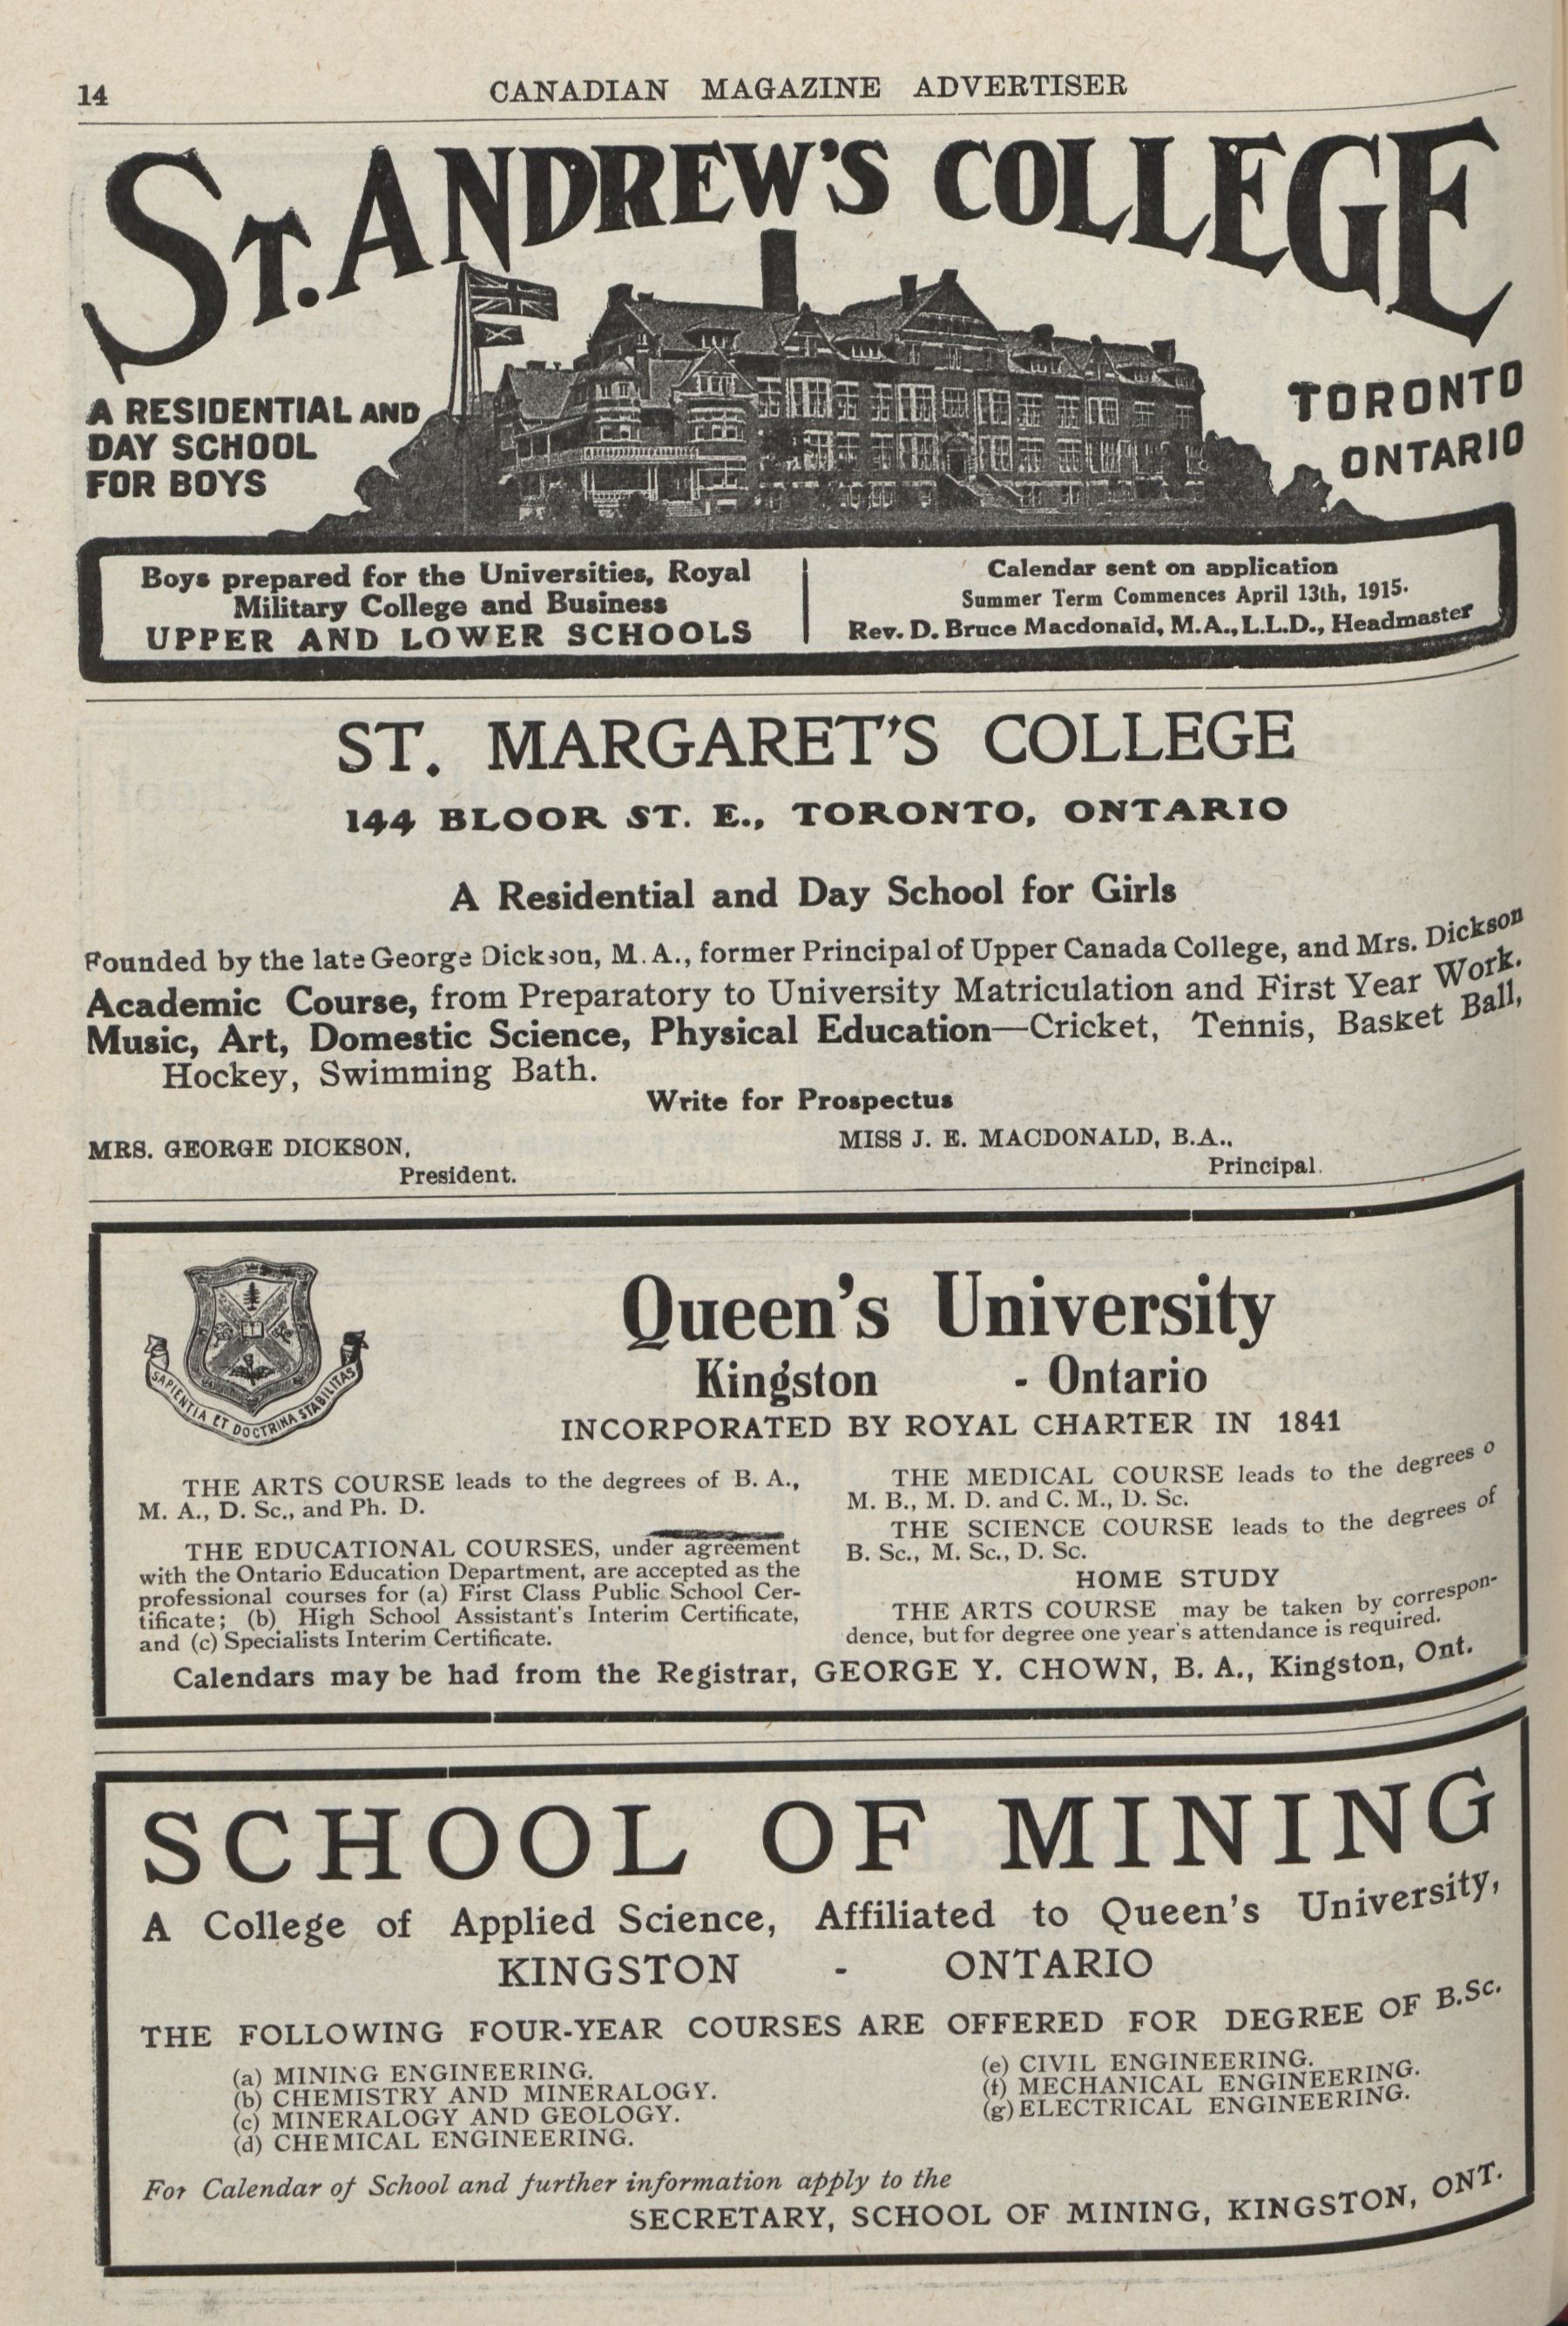 14
CANADIAN MAGAZINE ADVERTISER
ST. ANDREW'S COLLEGE
A RESIDENTIAL AND
DAY SCHOOL
FOR BOYS
TORONTO
ONTARIO
Boys prepared for the Universities, Royal
Military College and Business
UPPER AND LOWER SCHOOLS
Calendar sent on application
Summer Term Commences April 13th, 1915.
Rev. D. Bruce Macdonald, M.A., L.L.D., Headmaster
ST. MARGARET'S COLLEGE
144 BLOOR ST. E., TORONTO, ONTARIO
A Residential and Day School for Girls
Founded by the late George Dickson, M.A., former Principal of Upper Canada College, and Mrs. Dickson
Academic Course, from Preparatory to University Matriculation and First Year Work.
Music, Art, Domestic Science, Physical Education—Cricket, Tennis, Basket Ball,
Hockey, Swimming Bath.
Write for Prospectus
MRS. GEORGE DICKSON,
President.
MISS J. E. MACDONALD, B.A.,
Principal.
SAPIENTIA ET DOCTRINA STABILITAS
Queen's University
Kingston - Ontario
INCORPORATED BY ROYAL CHARTER IN 1841
THE ARTS COURSE leads to the degrees of B. A.,
M. A., D. Sc., and Ph. D.
THE EDUCATIONAL COURSES, under agreement
with the Ontario Education Department, are accepted as the
professional courses for (a) First Class Public School Cer-
tificate; (b) High School Assistant's Interim Certificate,
and (c) Specialists Interim Certificate.
THE MEDICAL COURSE leads to the degrees o
M. B., M. D. and C. M., D. Sc.
THE SCIENCE COURSE leads to the degrees of
B. Sc., M. Sc., D. Sc.
HOME STUDY
THE ARTS COURSE may be taken by correspon-
dence, but for degree one year's attendance is required.
Calendars may be had from the Registrar, GEORGE Y. CHOWN, B. A., Kingston, Ont.
SCHOOL OF MINING
A College of Applied Science, Affiliated to Queen's University,
KINGSTON - ONTARIO
THE FOLLOWING FOUR-YEAR COURSES ARE OFFERED FOR DEGREE OF B.Sc.
(a) MINING ENGINEERING.
(b) CHEMISTRY AND MINERALOGY.
(c) MINERALOGY AND GEOLOGY.
(d) CHEMICAL ENGINEERING.
(e) CIVIL ENGINEERING.
(f) MECHANICAL ENGINEERING.
(g) ELECTRICAL ENGINEERING.
For Calendar of School and further information apply to the
SECRETARY, SCHOOL OF MINING, KINGSTON, ONT.